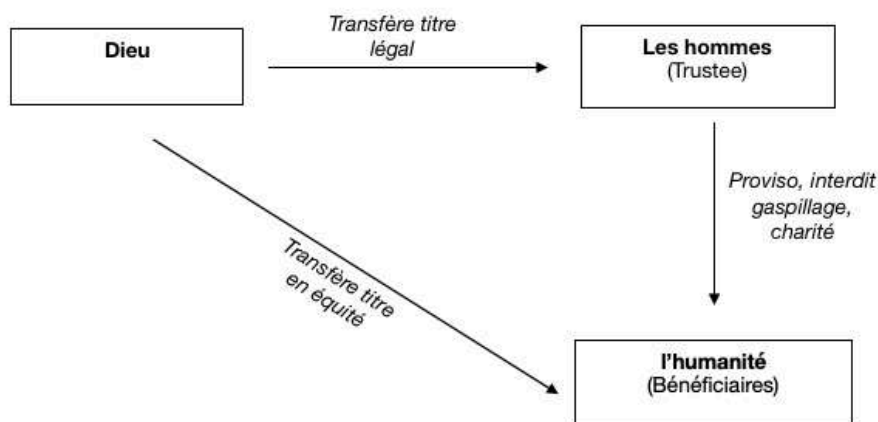 Dieu
Transfère titre
légal
Les hommes
(Trustee)
Proviso, interdit
gaspillage,
charité
Transfère titre
en équité
l'humanité
(Bénéficiaires)